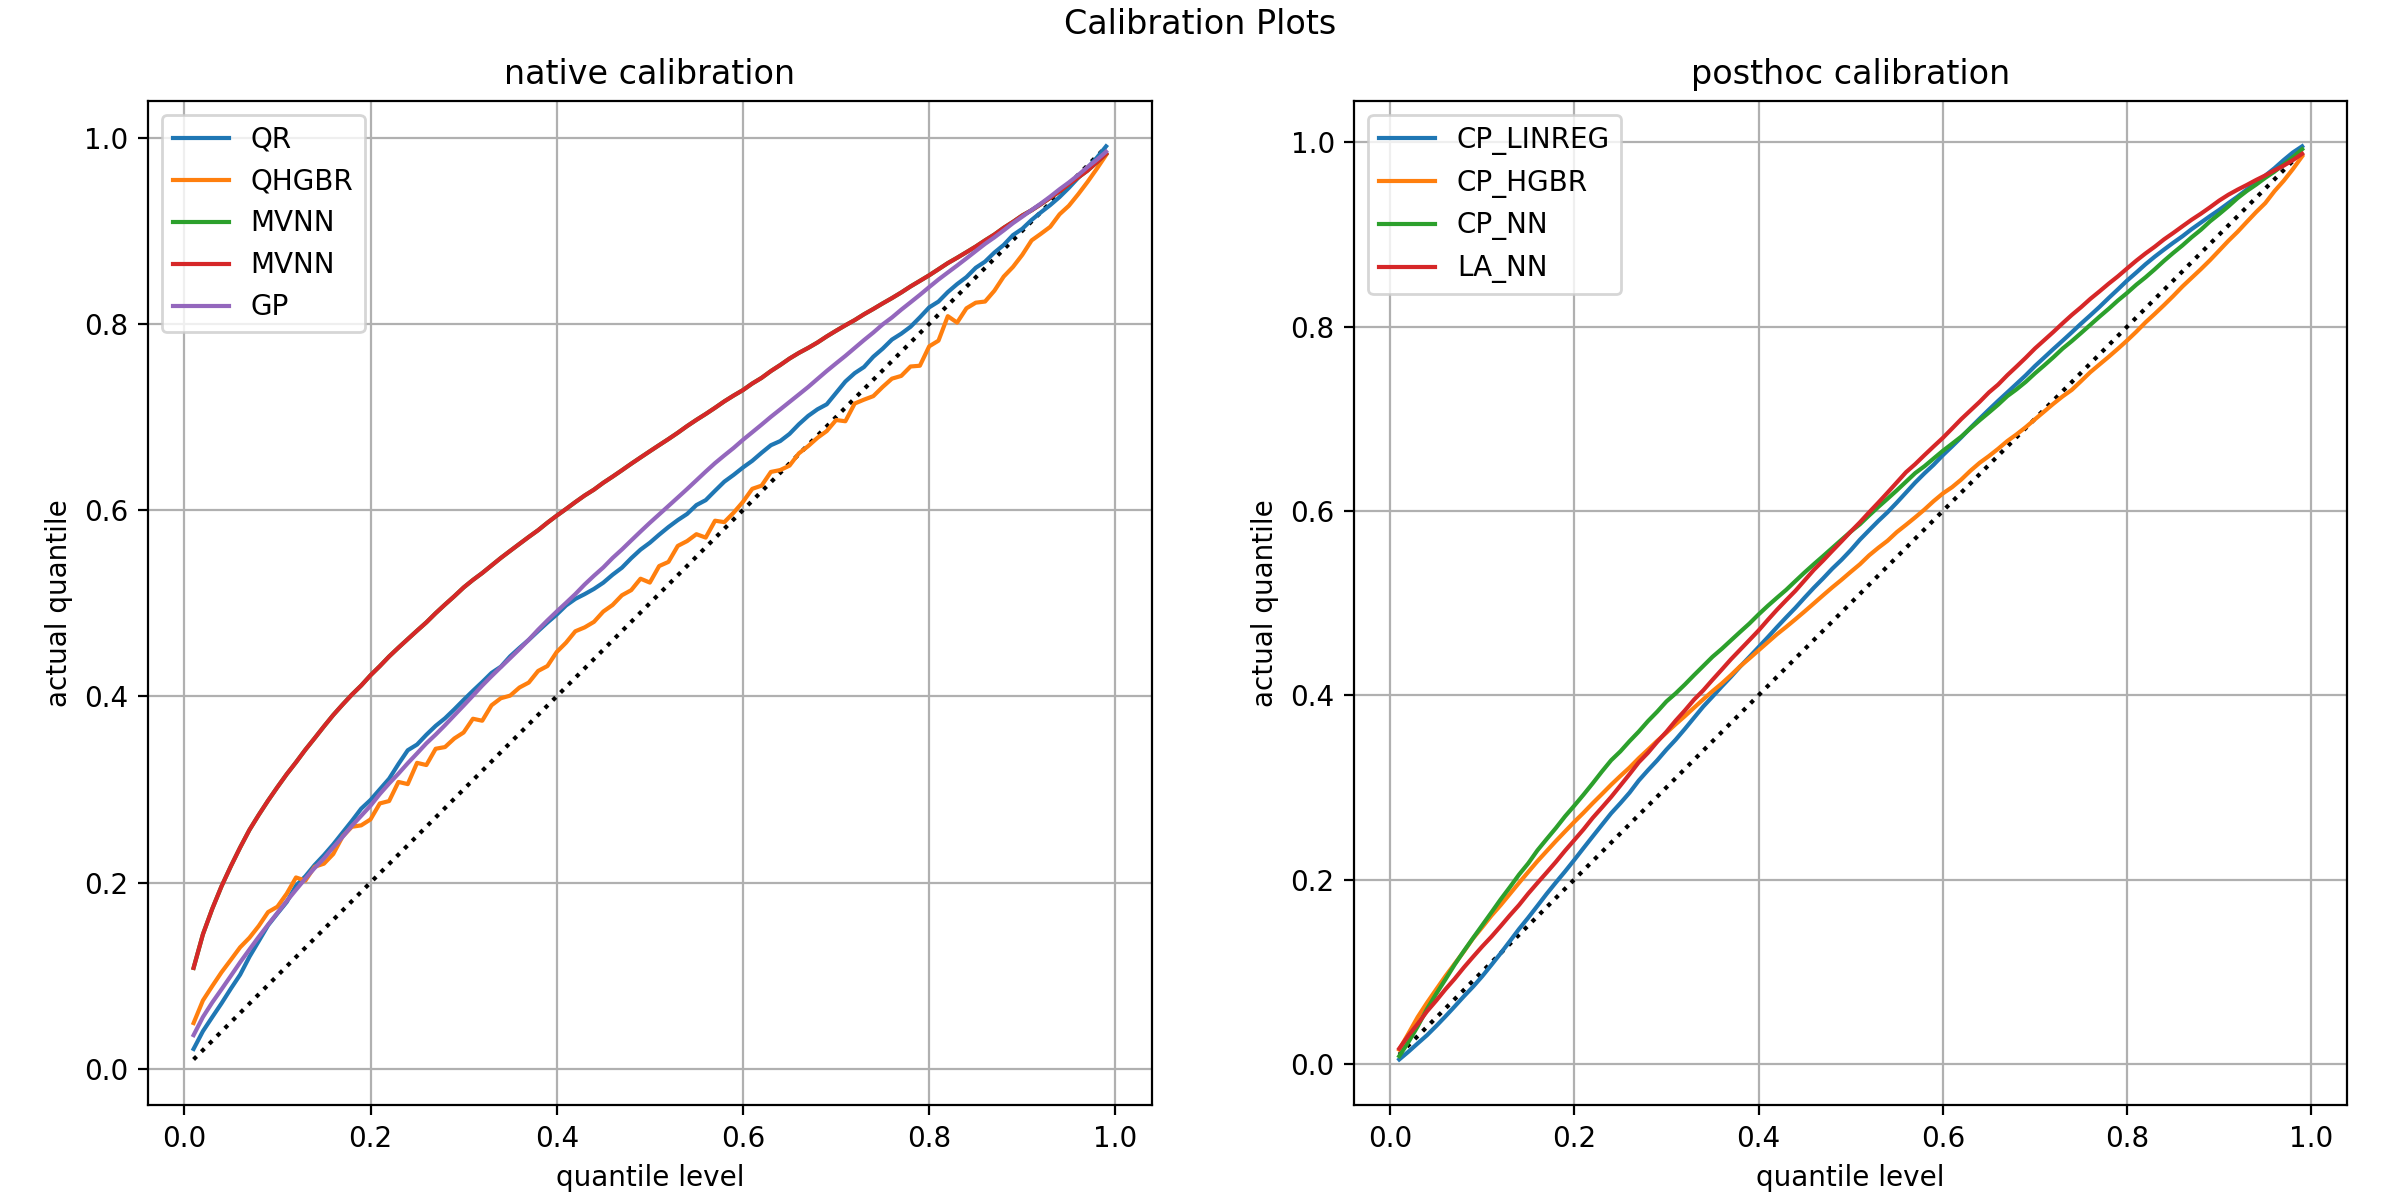 Calibration Plots
native calibration
QR
QHGBR
MVNN
MVNN
GP
1.0
0.8
0.6
0.4
0.2
0.0
actual quantile
0.0 0.2 0.4 0.6 0.8 1.0
quantile level
posthoc calibration
CP_LINREG
CP_HGBR
CP_NN
LA_NN
1.0
0.8
0.6
0.4
0.2
0.0
actual quantile
0.0 0.2 0.4 0.6 0.8 1.0
quantile level